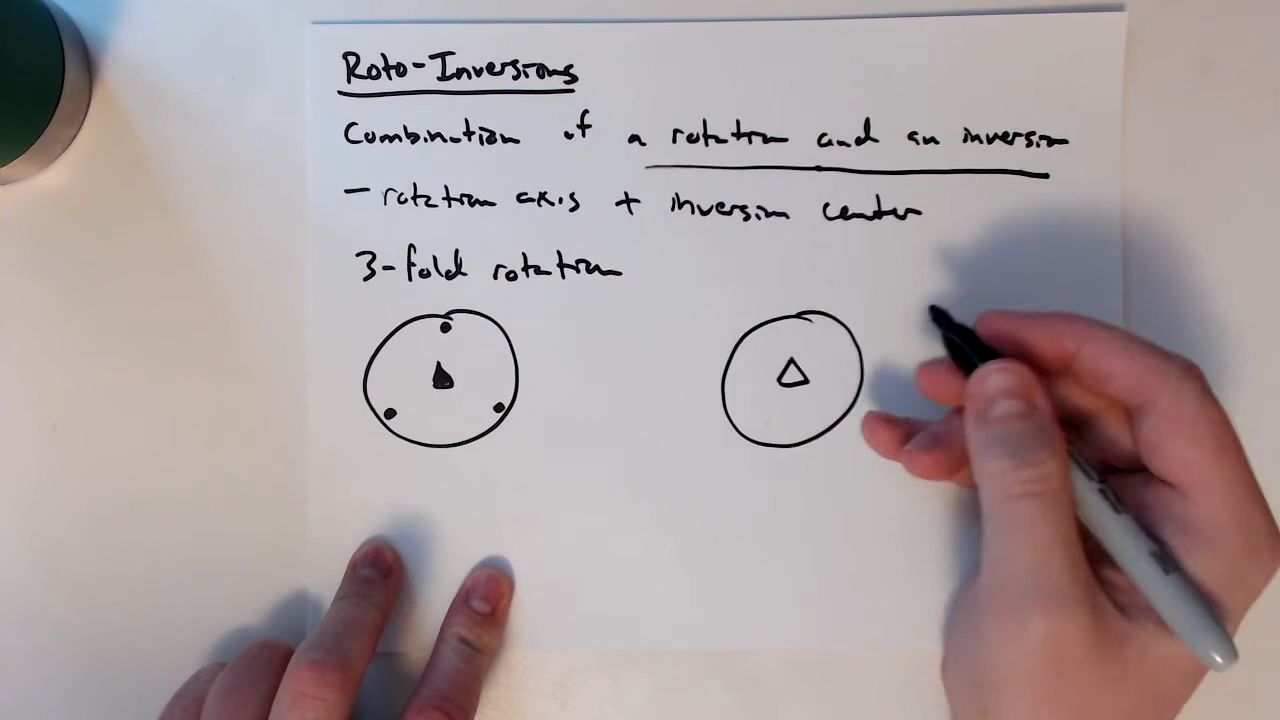 Roto-Inversions
Combination of a rotation and an inversion
- rotation axis + inversion center
3-fold rotation